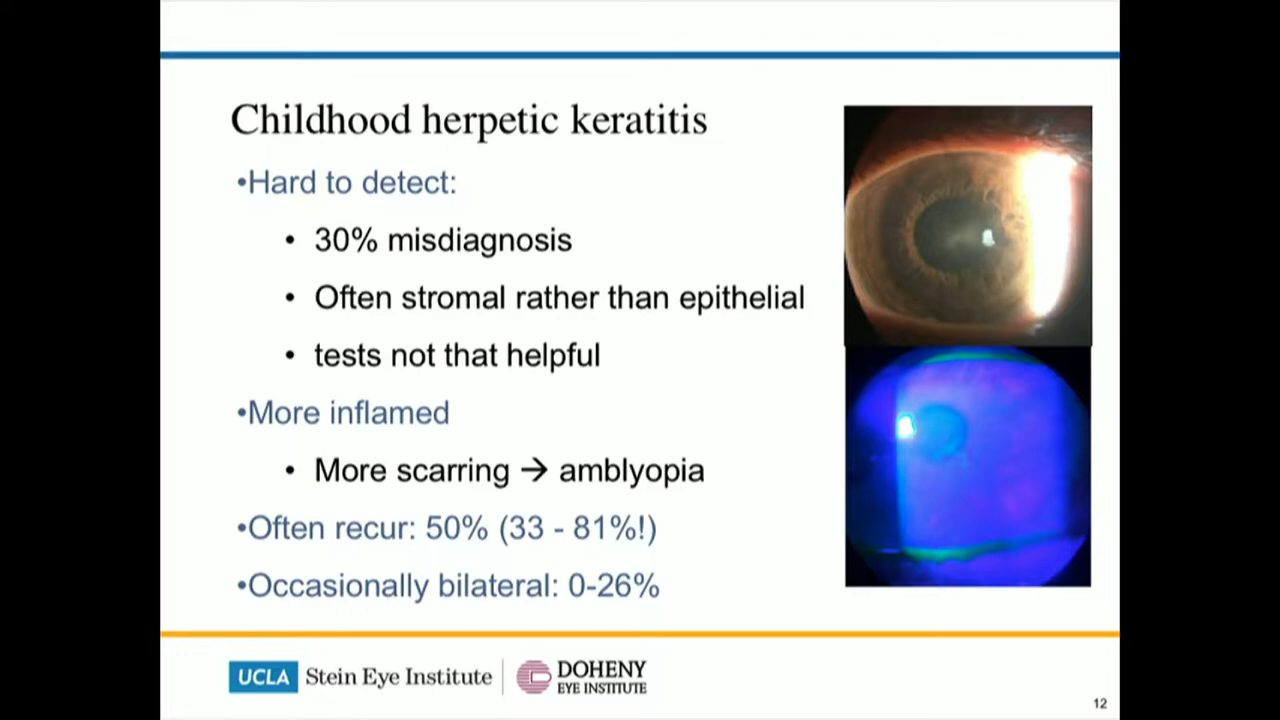 Childhood herpetic keratitis
•Hard to detect:
• 30% misdiagnosis
• Often stromal rather than epithelial
• tests not that helpful
•More inflamed
• More scarring → amblyopia
•Often recur: 50% (33 - 81%!)
•Occasionally bilateral: 0-26%
UCLA Stein Eye Institute
DOHENY
EYE INSTITUTE
12